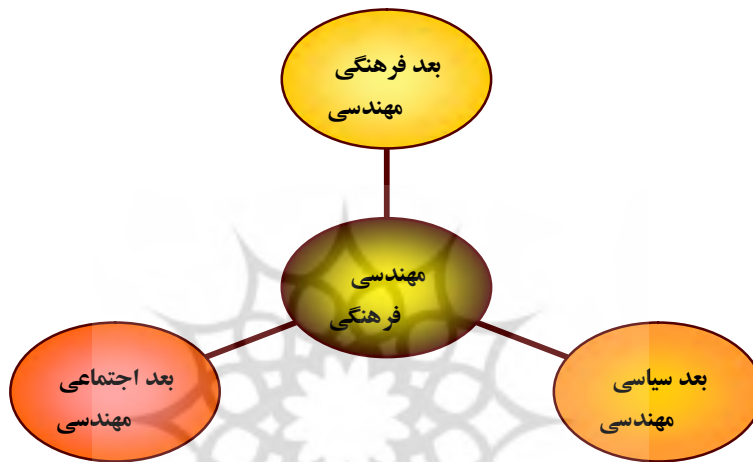 بعد فرهنگی
مهندسی
مهندسی
فرهنگی
بعد سیاسی
مهندسی
بعد اجتماعی
مهندسی